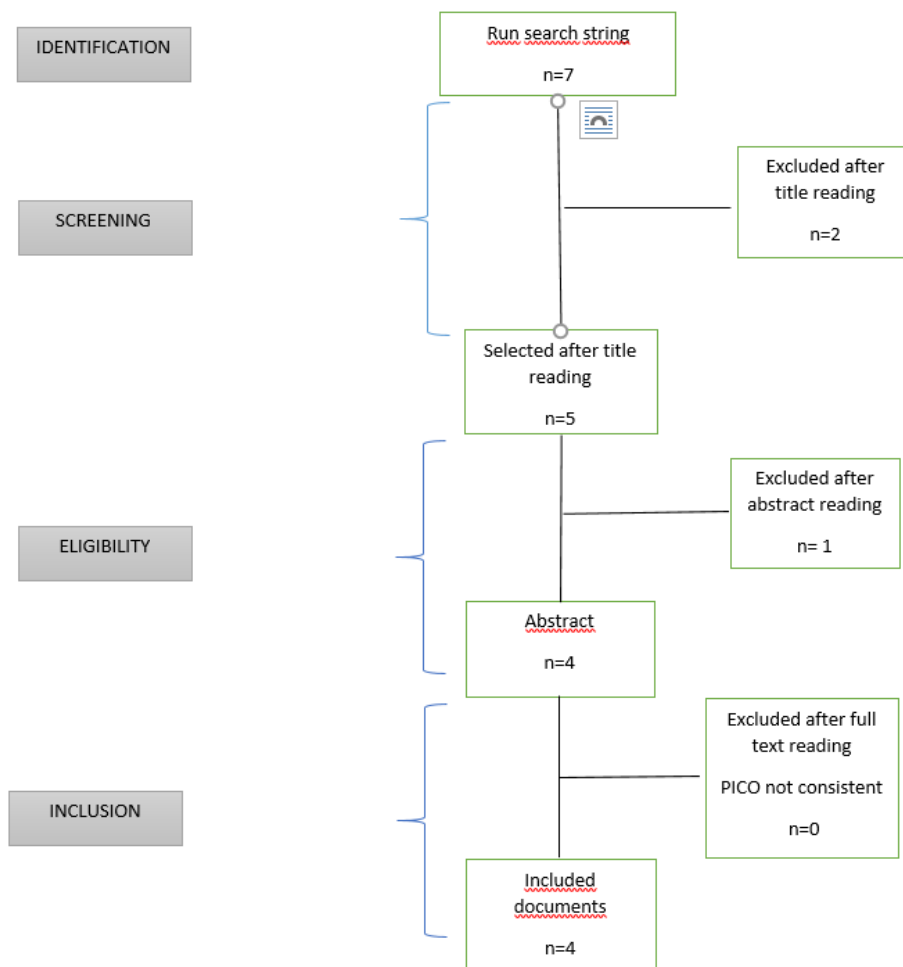 IDENTIFICATION
Run search string
n=7
SCREENING
Excluded after
title reading
n=2
Selected after title
reading
n=5
ELIGIBILITY
Excluded after
abstract reading
n= 1
Abstract
n=4
INCLUSION
Excluded after full
text reading
PICO not consistent
n=0
Included
documents
n=4